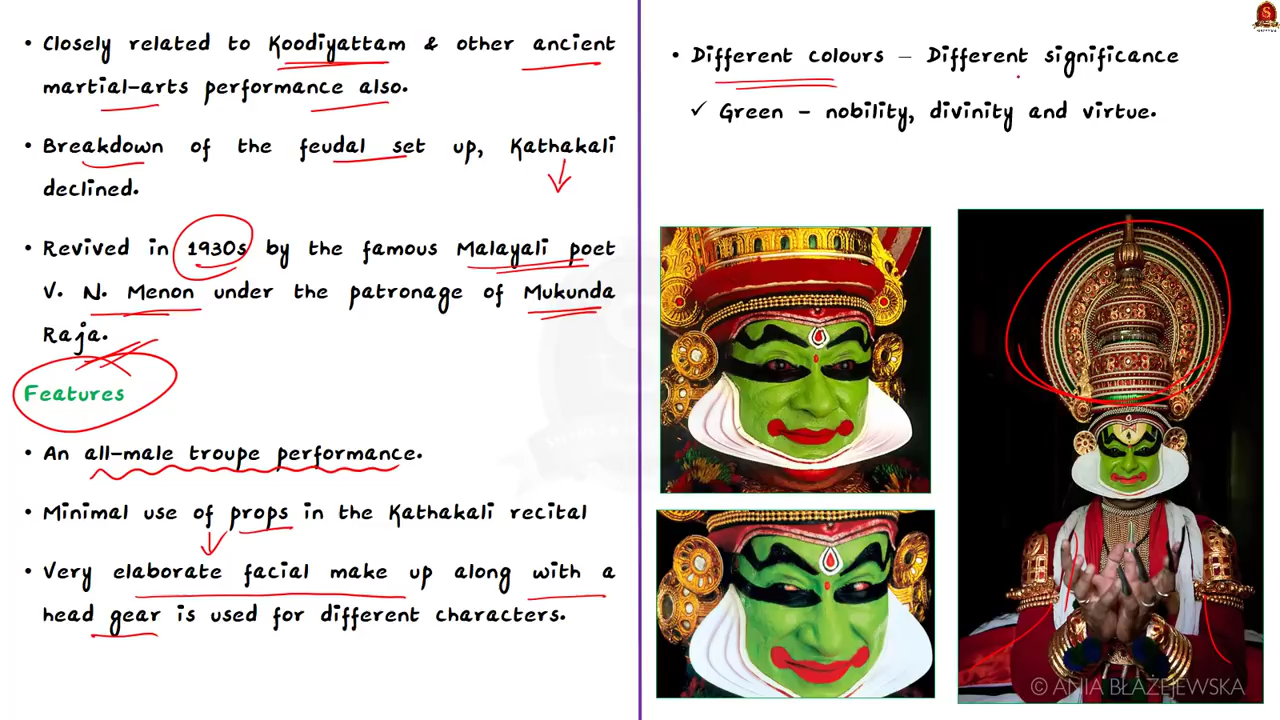 • Closely related to Koodiyattam & other ancient
martial-arts performance also.
• Breakdown of the feudal set up, Kathakali
declined.
• Revived in 1930s by the famous Malayali poet
V. N. Menon under the patronage of Mukunda
Raja.
Features
• An all-male troupe performance.
• Minimal use of props in the Kathakali recital
• Very elaborate facial make up along with a
head gear is used for different characters.
• Different colours – Different significance
✓ Green – nobility, divinity and virtue.
© ANIA BŁAŻEJEWSKA